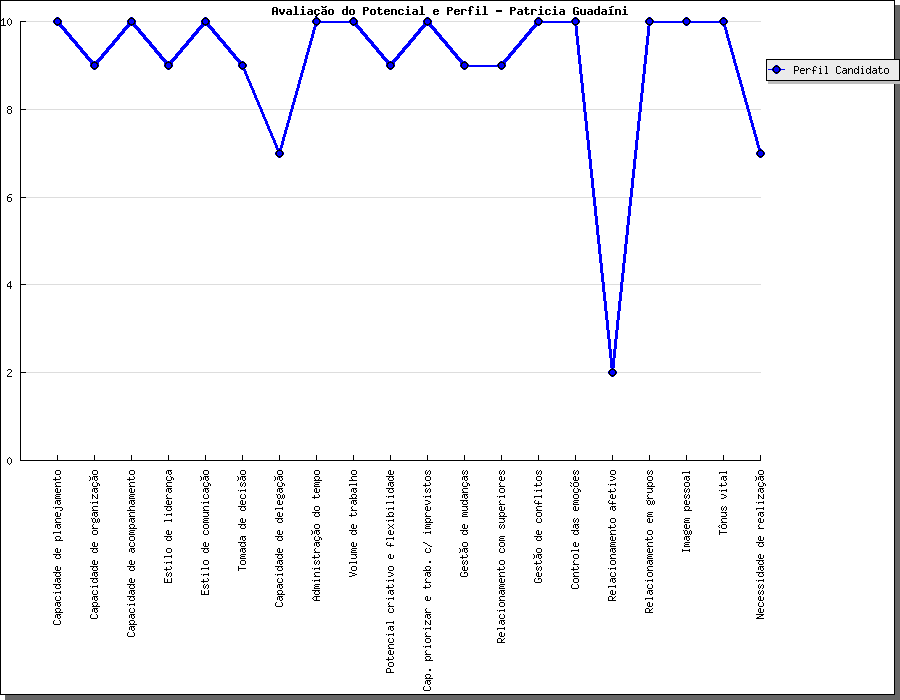 Avaliação do Potencial e Perfil - Patricia Guadaíni
10
8
6
4
2
0
Perfil Candidato
Capacidade de planejamento
Capacidade de organização
Capacidade de acompanhamento
Estilo de liderança
Estilo de comunicação
Tomada de decisão
Capacidade de delegação
Administração do tempo
Volume de trabalho
Potencial criativo e flexibilidade
Cap. priorizar e trab. c/ imprevistos
Gestão de mudanças
Relacionamento com superiores
Gestão de conflitos
Controle das emoções
Relacionamento afetivo
Relacionamento em grupos
Imagem pessoal
Tônus vital
Necessidade de realização